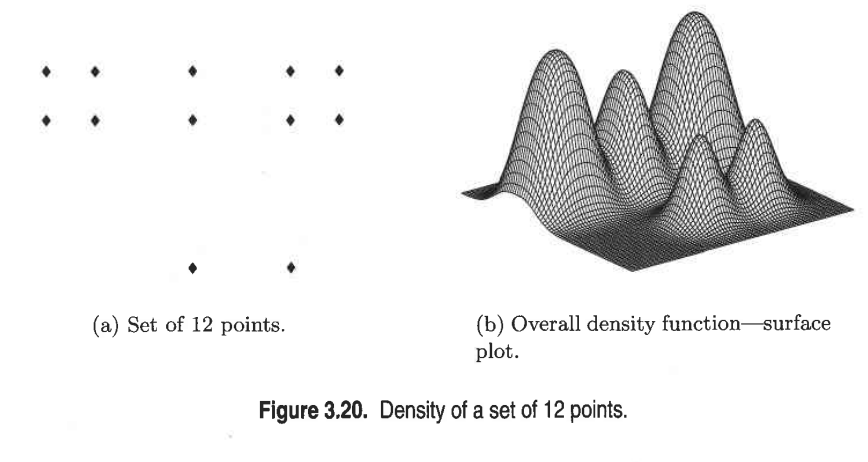 (a) Set of 12 points.
(b) Overall density function—surface
plot.
Figure 3.20. Density of a set of 12 points.